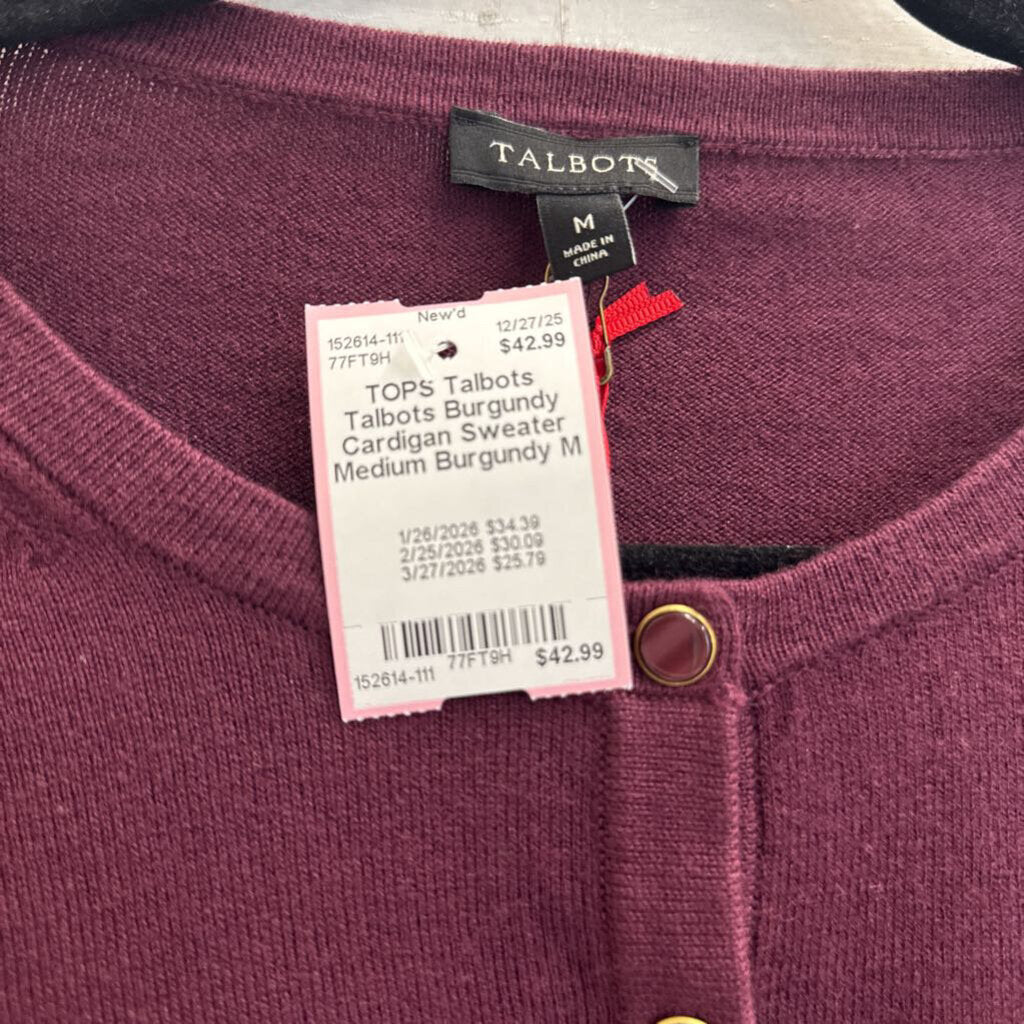 TALBOTS
M
MADE IN
CHINA
New'd
152614-111 12/27/25
77FT9H $42.99
TOPS Talbots
Talbots Burgundy
Cardigan Sweater
Medium Burgundy M
1/26/2026 $34.39
2/25/2026 $30.09
3/27/2026 $25.79
77FT9H $42.99
152614-111